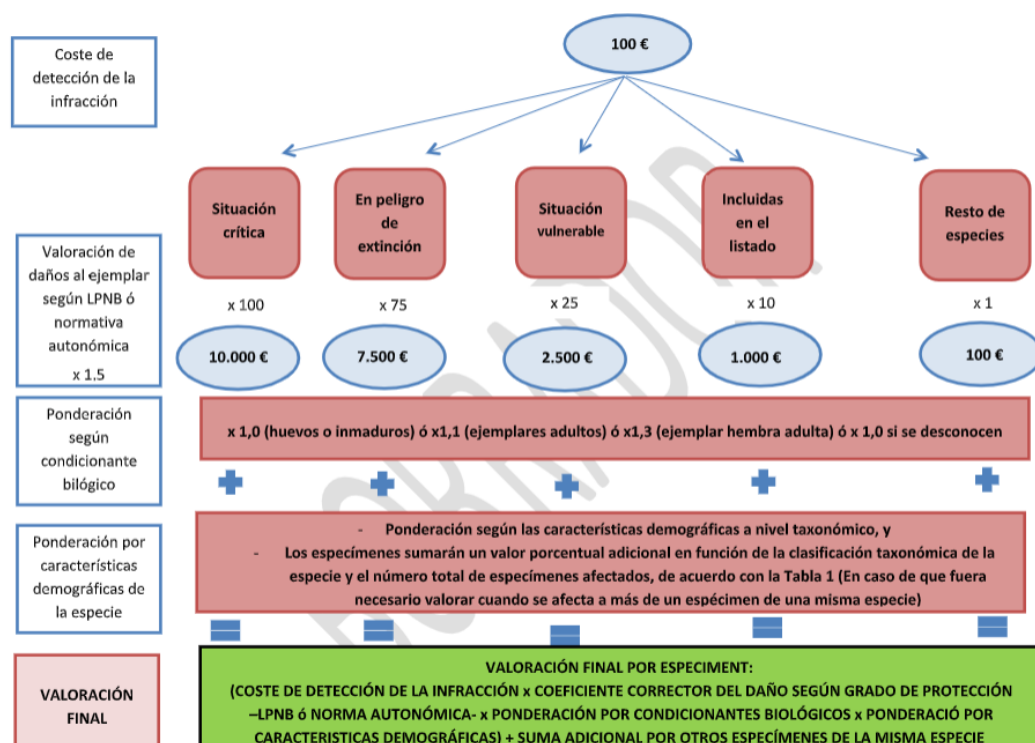 Coste de
detección de la
infracción
100 €
Situación
crítica
En peligro
de
extinción
Situación
vulnerable
Incluidas
en el
listado
Resto de
especies
Valoración de
daños al ejemplar
según LPNB ó
normativa
autonómica
x 1.5
x 100
x 75
x 25
x 10
x 1
10.000 €
7.500 €
2.500 €
1.000 €
100 €
Ponderación
según
condicionante
bilógico
x 1,0 (huevos o inmaduros) ó x1,1 (ejemplares adultos) ó x1,3 (ejemplar hembra adulta) ó x 1,0 si se desconocen
Ponderación por
características
demográficas de
la especie
- Ponderación según las características demográficas a nivel taxonómico, y
- Los especímenes sumarán un valor porcentual adicional en función de la clasificación taxonómica de la
especie y el número total de especímenes afectados, de acuerdo con la Tabla 1 (En caso de que fuera
necesario valorar cuando se afecta a más de un espécimen de una misma especie)
VALORACIÓN
FINAL
VALORACIÓN FINAL POR ESPECIMENT:
(COSTE DE DETECCIÓN DE LA INFRACCIÓN x COEFICIENTE CORRECTOR DEL DAÑO SEGÚN GRADO DE PROTECCIÓN
–LPNB ó NORMA AUTONÓMICA- x PONDERACIÓN POR CONDICIONANTES BIOLÓGICOS x PONDERACIÓ POR
CARACTERISTICAS DEMOGRÁFICAS) + SUMA ADICIONAL POR OTROS ESPECÍMENES DE LA MISMA ESPECIE
BORRADOR